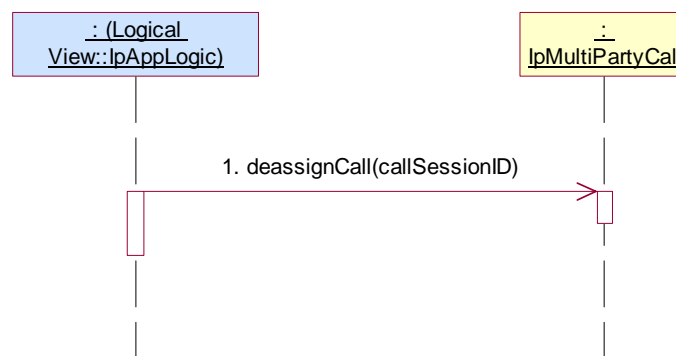 : (Logical
View::IpAppLogic)
:
IpMultiPartyCal
1. deassignCall(callSessionID)